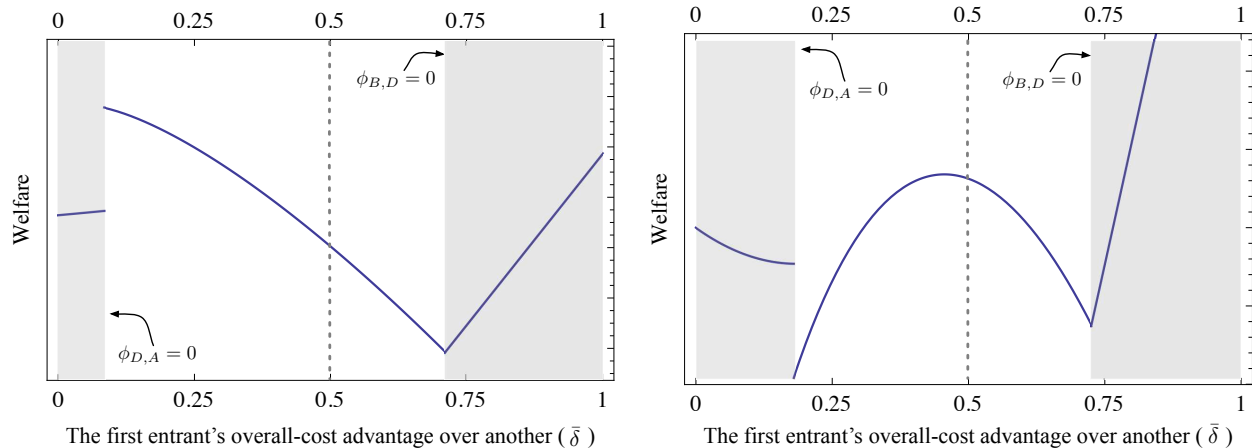 0 0.25 0.5 0.75 1
ϕ_{B,D} = 0
ϕ_{D,A} = 0
Welfare
0 0.25 0.5 0.75 1
The first entrant's overall-cost advantage over another ( δ̄ )
0 0.25 0.5 0.75 1
ϕ_{D,A} = 0
ϕ_{B,D} = 0
Welfare
0 0.25 0.5 0.75 1
The first entrant's overall-cost advantage over another ( δ̄ )